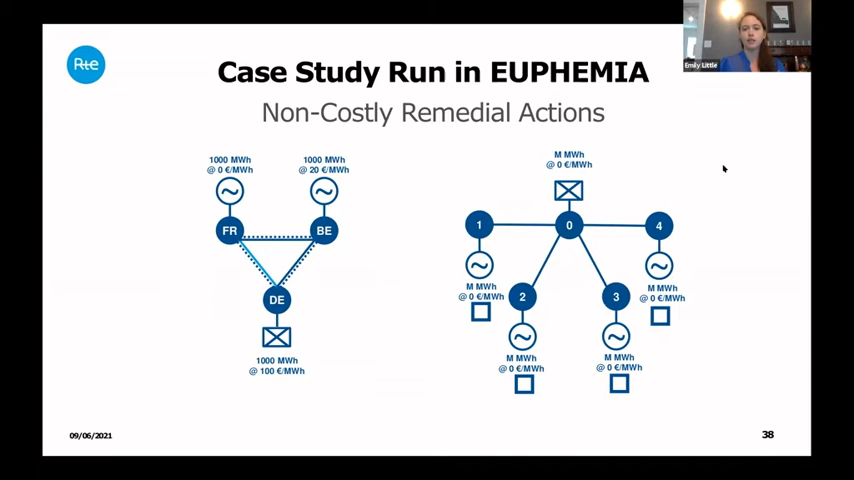 Rte
Case Study Run in EUPHEMIA
Non-Costly Remedial Actions
Emily Little
1000 MWh
@ 0 €/MWh
1000 MWh
@ 20 €/MWh
FR
BE
DE
1000 MWh
@ 100 €/MWh
M MWh
@ 0 €/MWh
1
0
4
M MWh
@ 0 €/MWh
2
3
M MWh
@ 0 €/MWh
M MWh
@ 0 €/MWh
M MWh
@ 0 €/MWh
09/06/2021
38